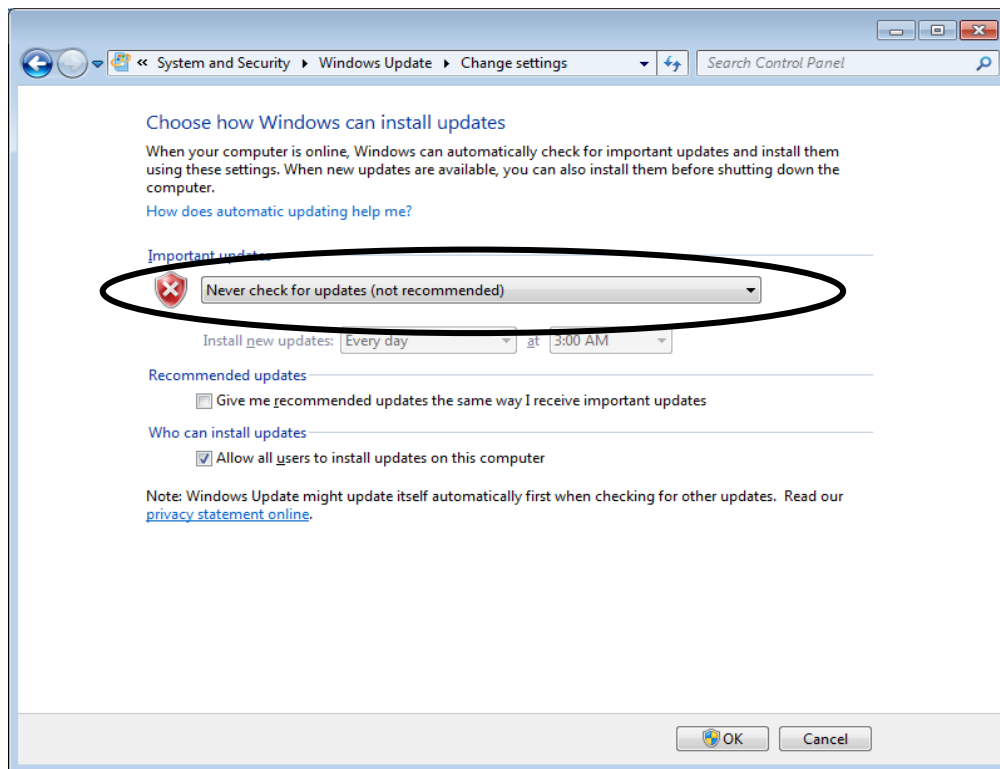 « System and Security Windows Update Change settings Search Control Panel
Choose how Windows can install updates
When your computer is online, Windows can automatically check for important updates and install them
using these settings. When new updates are available, you can also install them before shutting down the
computer.
How does automatic updating help me?
Important updates
Never check for updates (not recommended)
Install new updates: Every day at 3:00 AM
Recommended updates
Give me recommended updates the same way I receive important updates
Who can install updates
Allow all users to install updates on this computer
Note: Windows Update might update itself automatically first when checking for other updates. Read our
privacy statement online.
OK Cancel